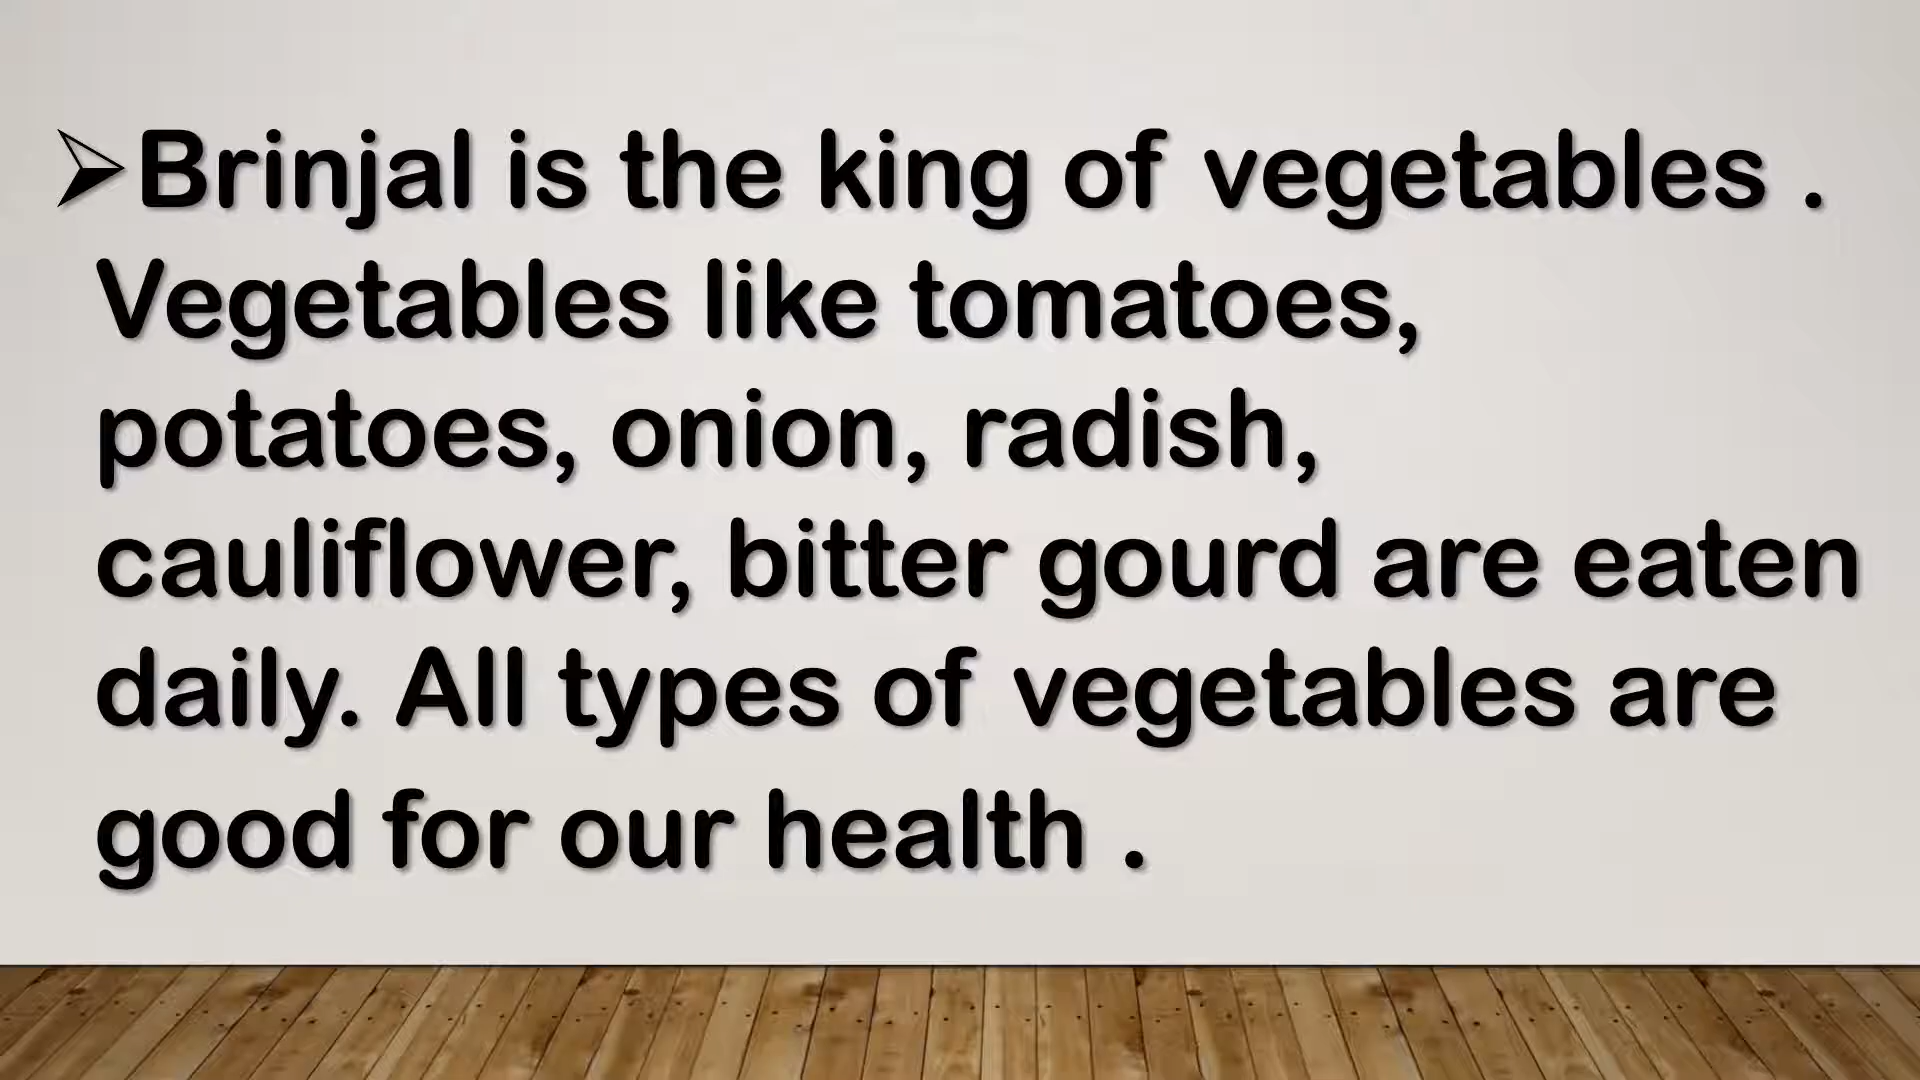 ➢Brinjal is the king of vegetables .
Vegetables like tomatoes,
potatoes, onion, radish,
cauliflower, bitter gourd are eaten
daily. All types of vegetables are
good for our health .